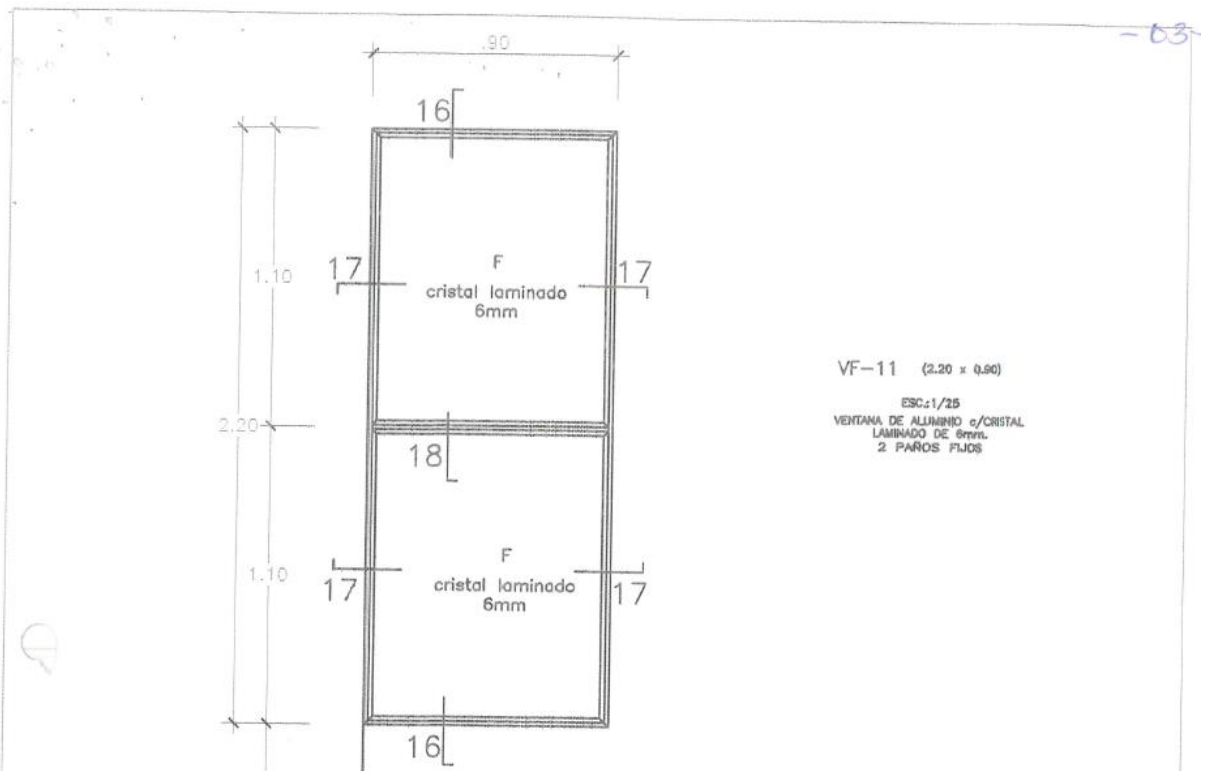 -03-
.90
16
17
F
17
1.10
cristal laminado
6mm
VF-11 (2.20 x 0.90)
ESC.:1/25
VENTANA DE ALUMINIO c/CRISTAL
LAMINADO DE 6mm.
2 PAÑOS FIJOS
2.20
18
F
1.10
cristal laminado
17
17
6mm
16